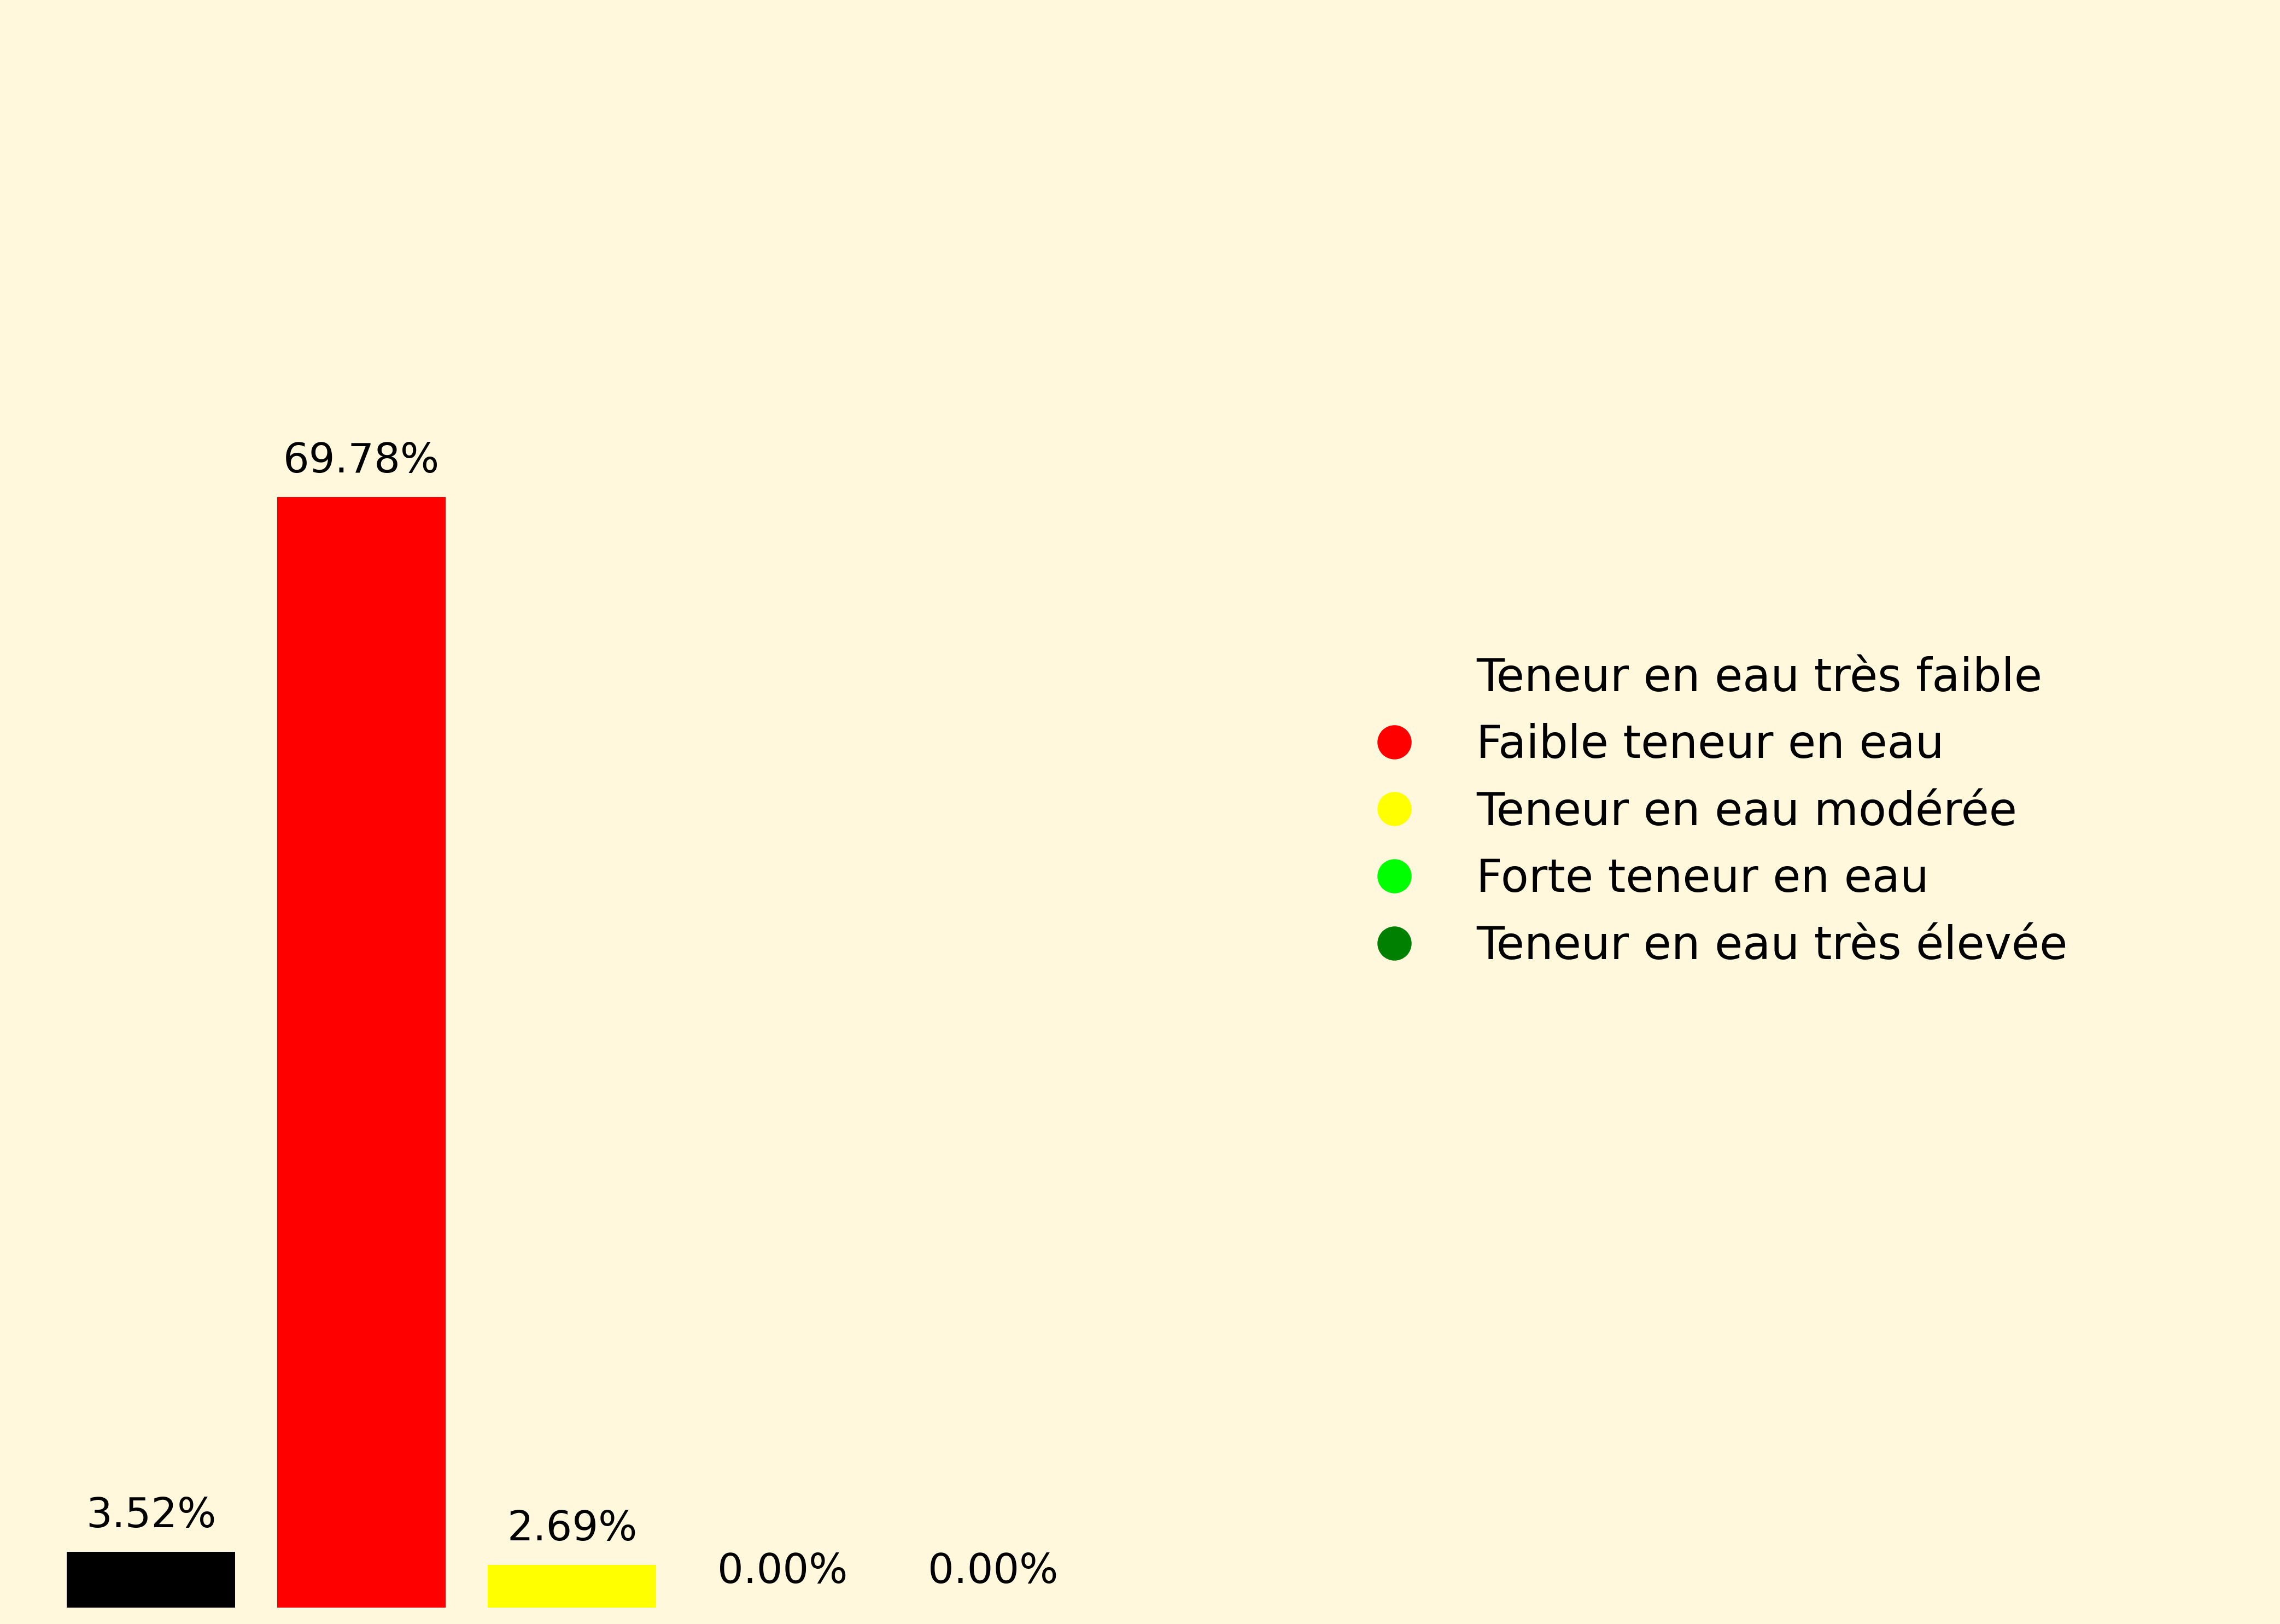 69.78%
3.52%
2.69%
0.00%
0.00%
Teneur en eau très faible
Faible teneur en eau
Teneur en eau modérée
Forte teneur en eau
Teneur en eau très élevée